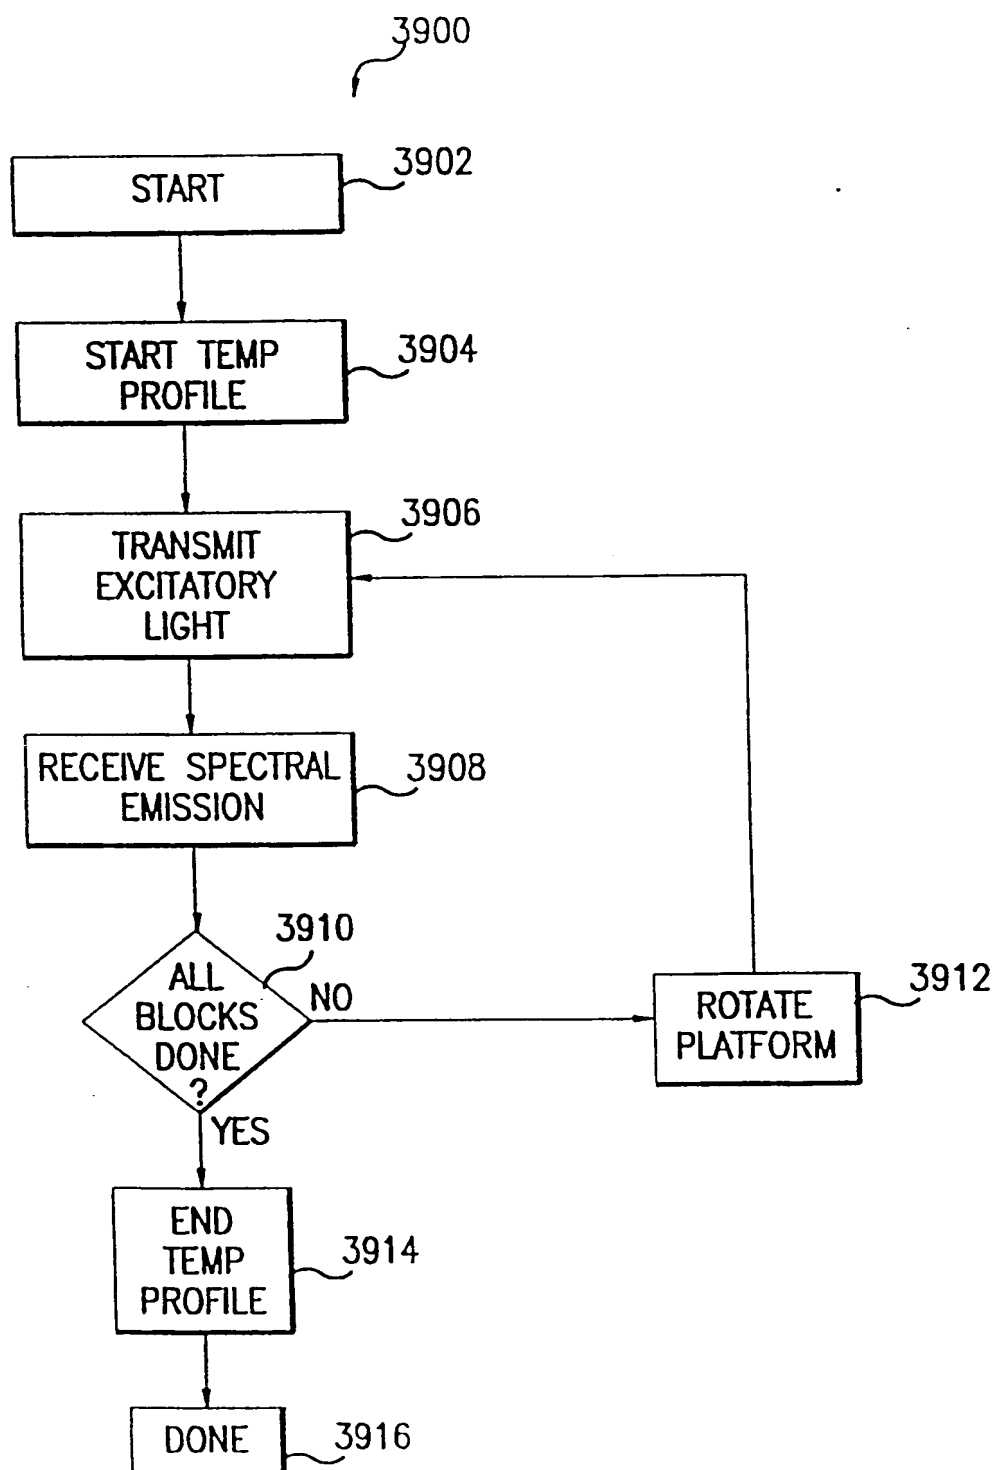 3900
START
3902
START TEMP
PROFILE
3904
TRANSMIT
EXCITATORY
LIGHT
3906
RECEIVE SPECTRAL
EMISSION
3908
ALL
BLOCKS
DONE
?
3910
NO
ROTATE
PLATFORM
3912
YES
END
TEMP
PROFILE
3914
DONE
3916